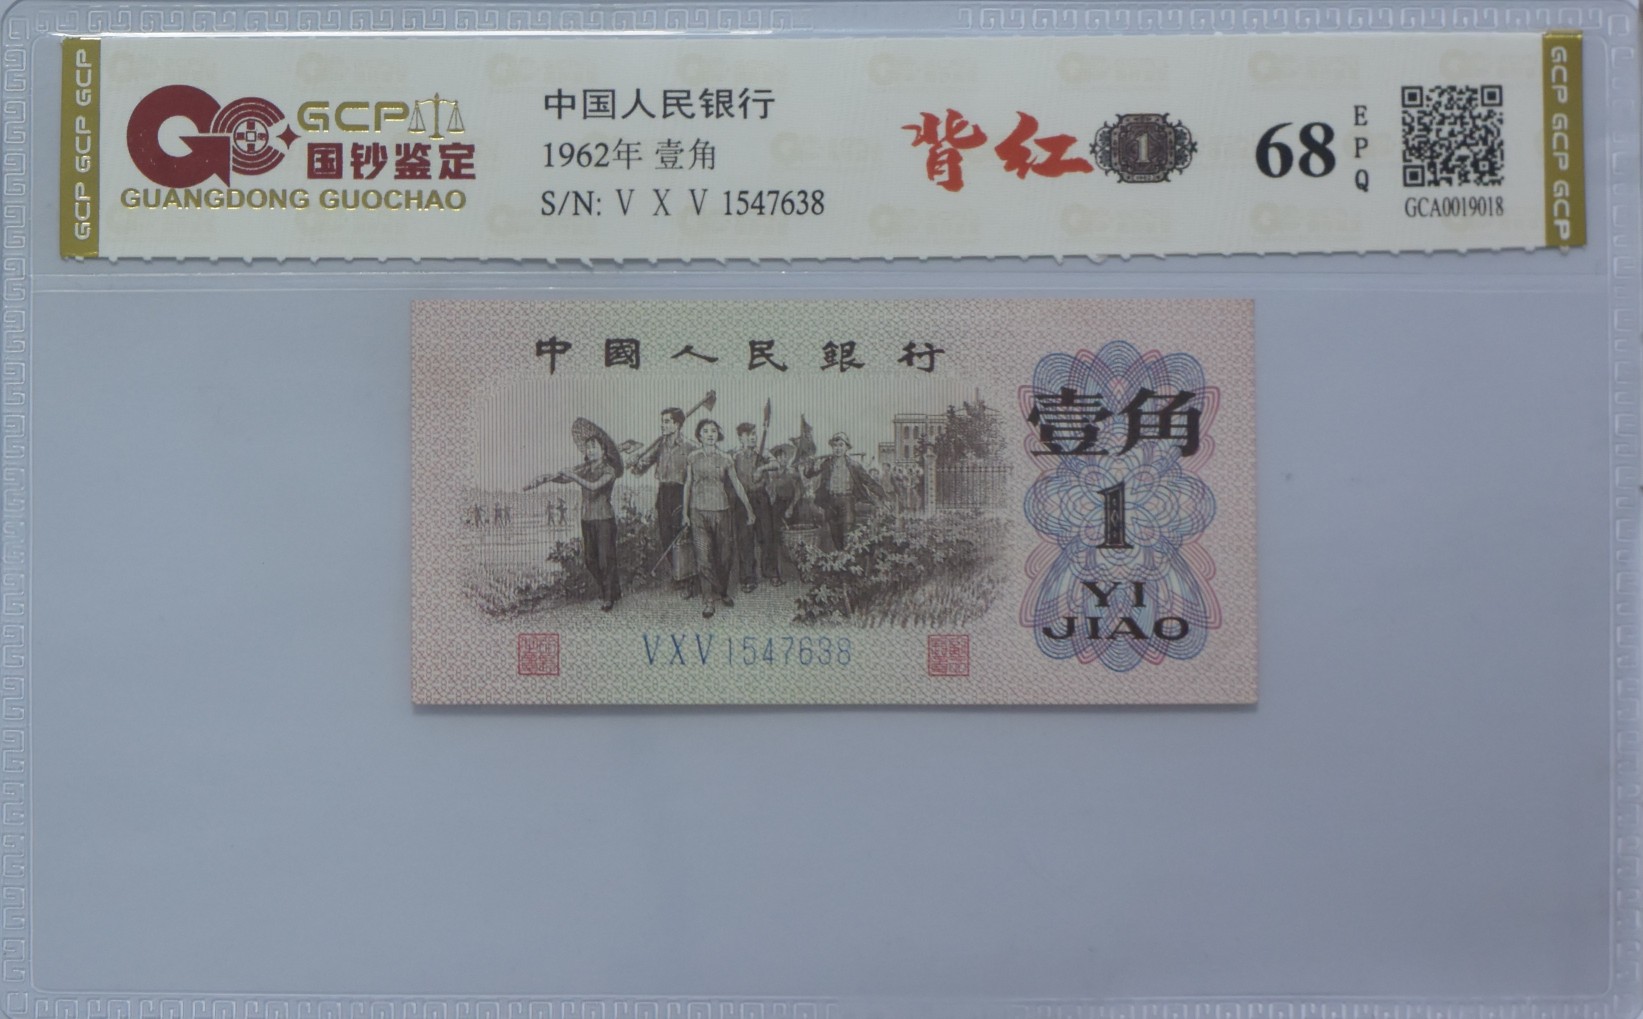 GCP GCP GCP
GCP
国钞鉴定
GUANGDONG GUOCHAO
中国人民银行
1962年 壹角
S/N: V X V 1547638
背红
1
68
EPQ
GCA0019018
GCP GCP GCP
中國人民銀行
壹角
1
YI
JIAO
VXV1547638